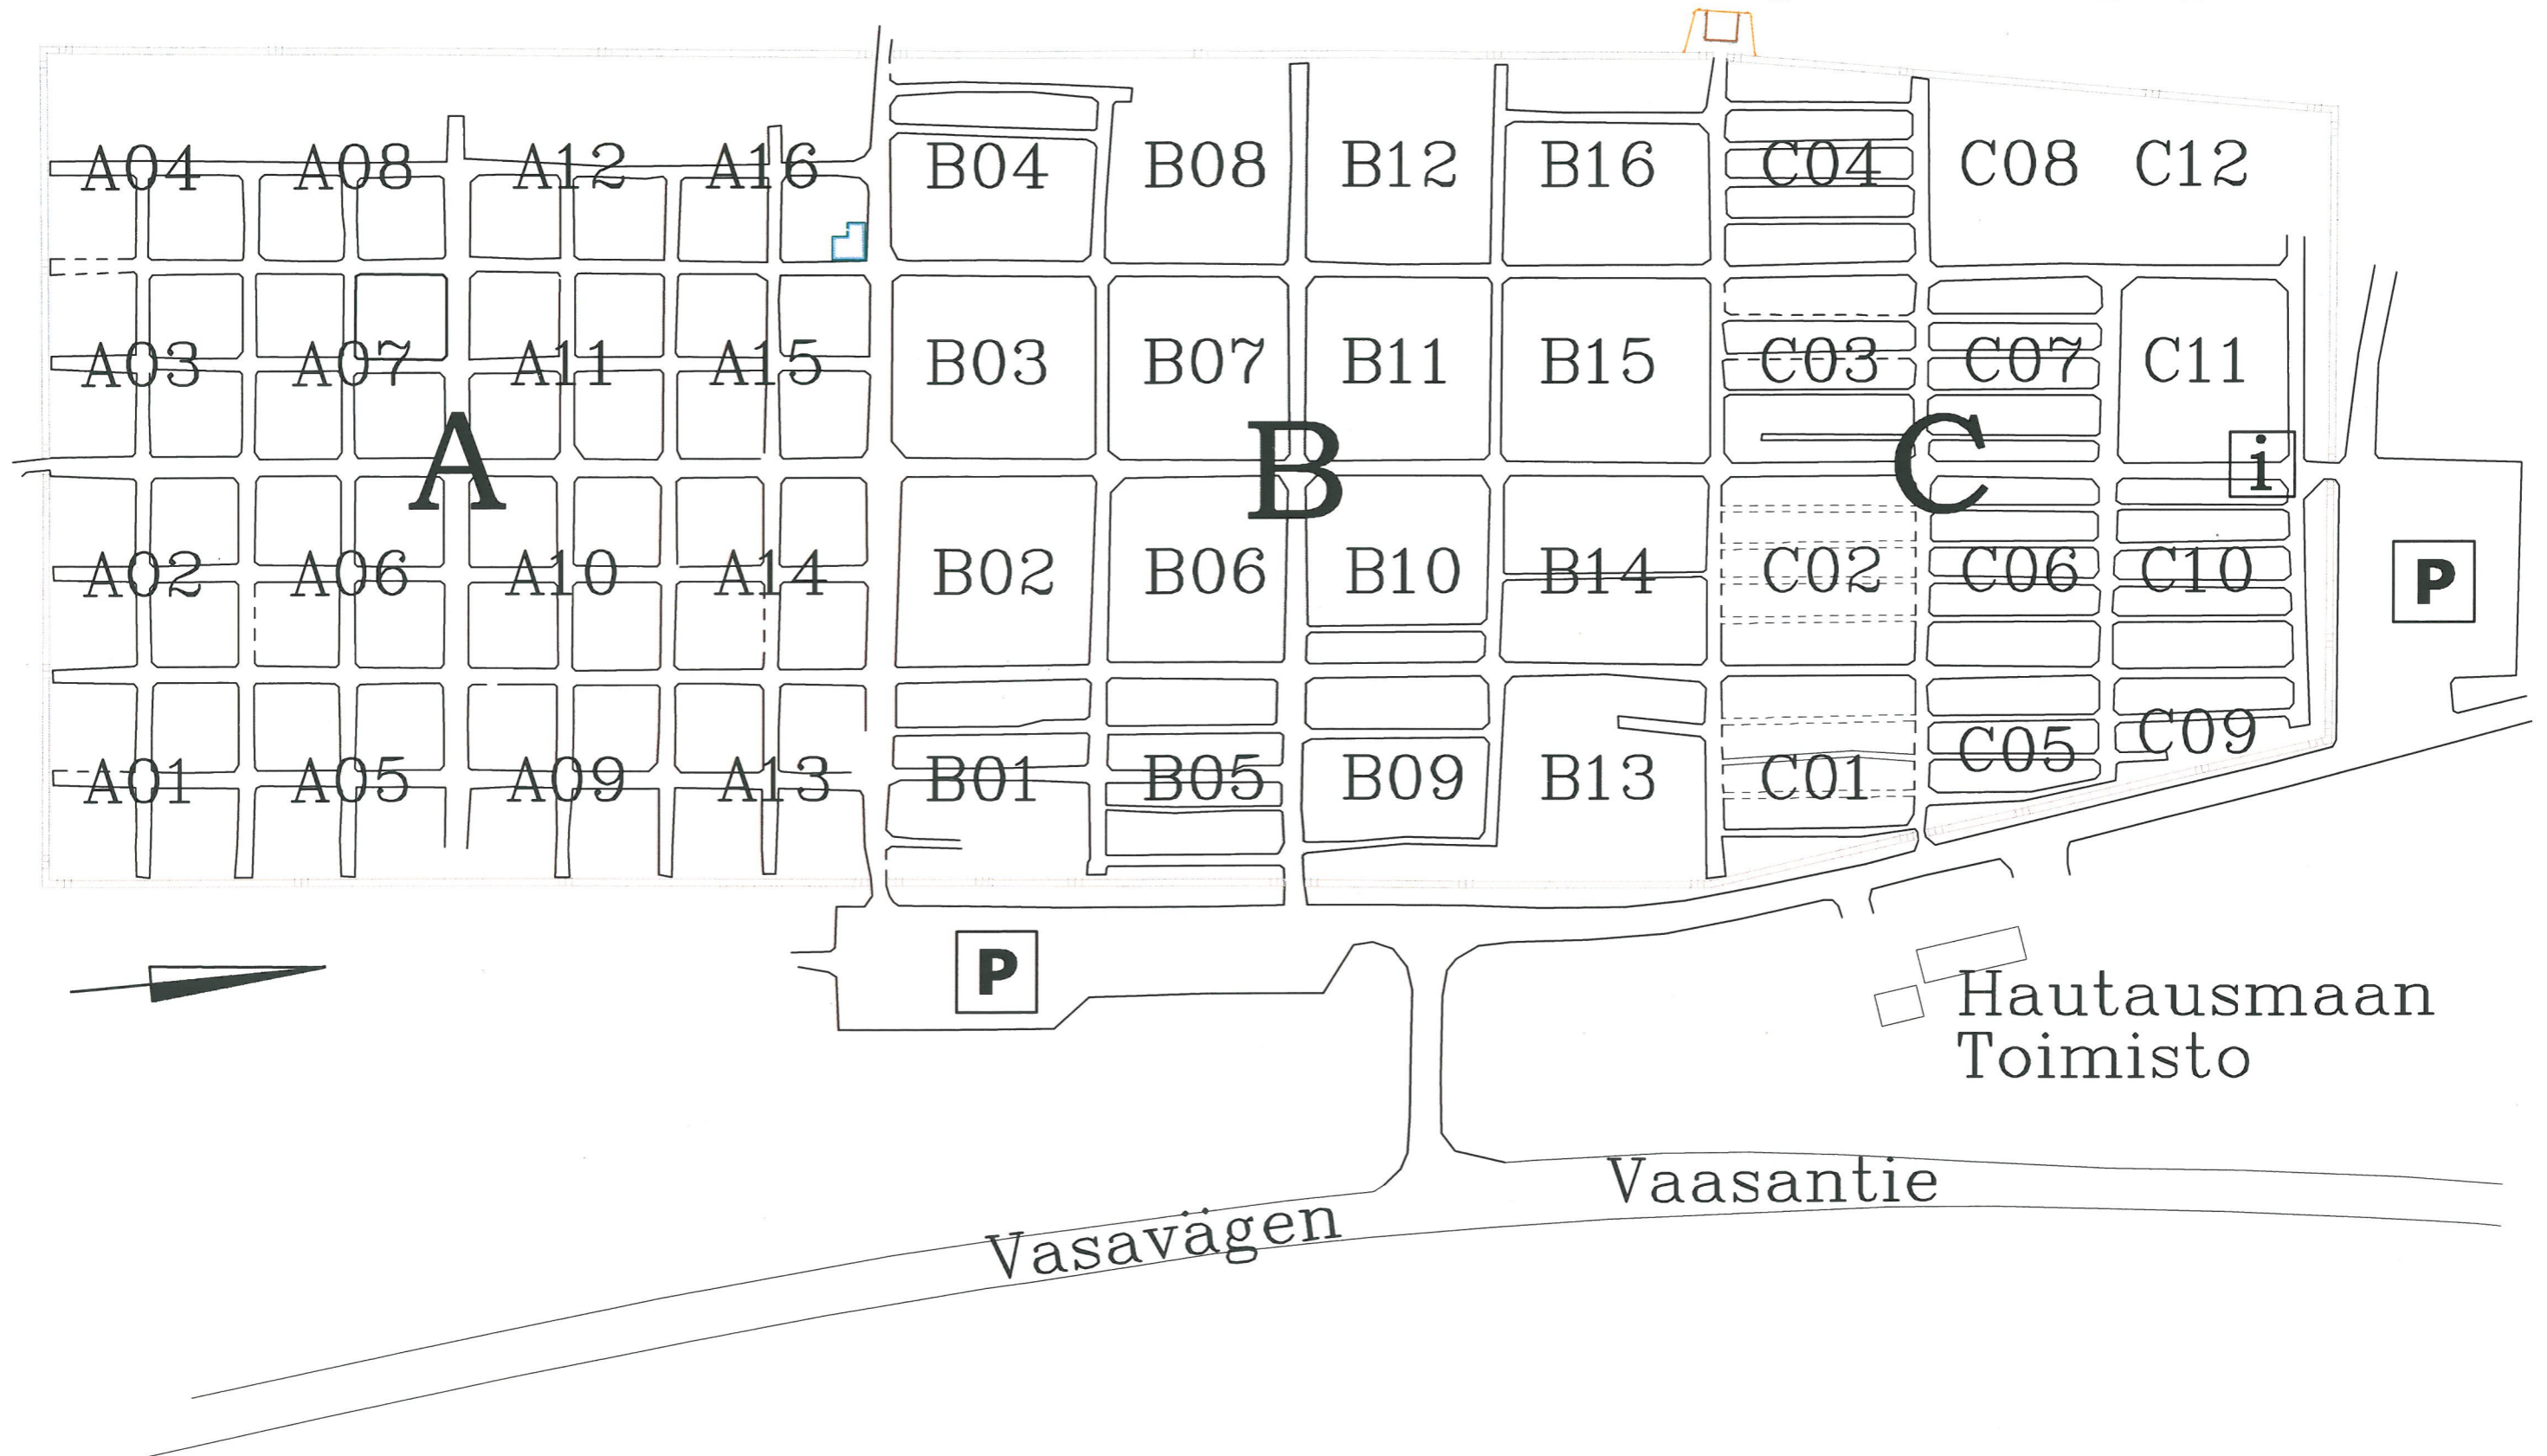 A04 A08 A12 A16 B04 B08 B12 B16 C04 C08 C12
A03 A07 A11 A15 B03 B07 B11 B15 C03 C07 C11
A B C
i
A02 A06 A10 A14 B02 B06 B10 B14 C02 C06 C10
P
A01 A05 A09 A13 B01 B05 B09 B13 C01 C05 C09
P
Hautausmaan
Toimisto
Vaasantie
Vasavägen